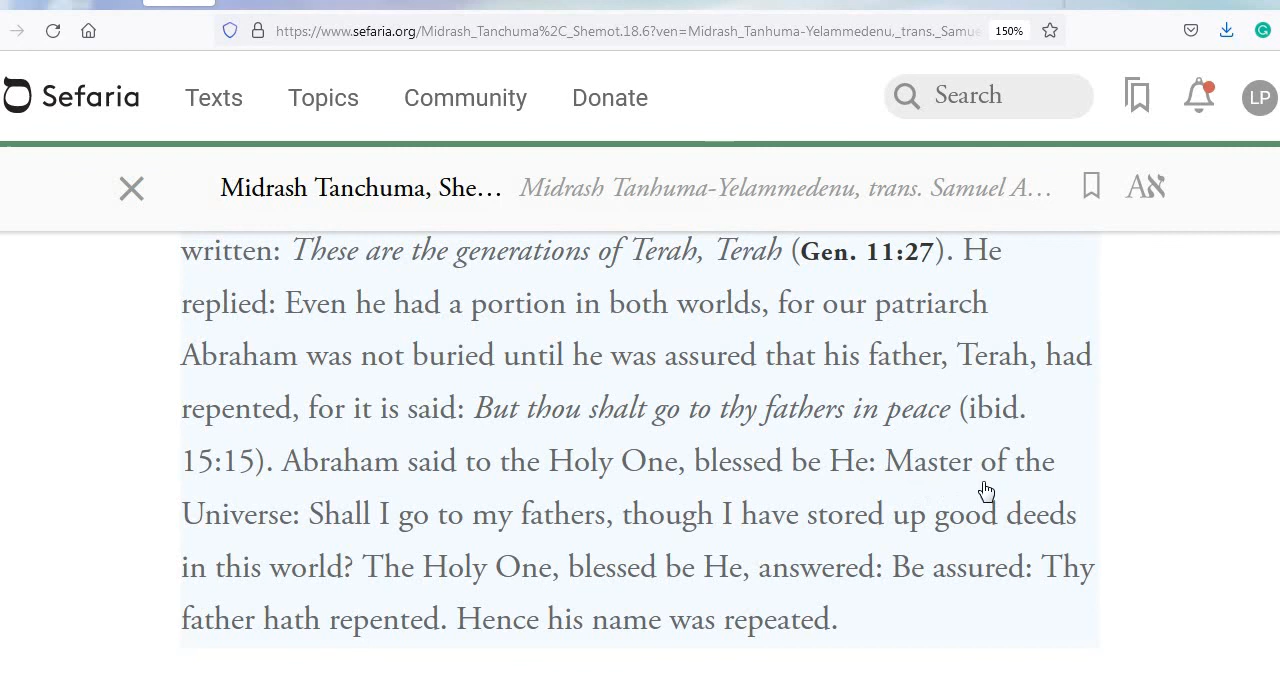 https://www.sefaria.org/Midrash_Tanchuma%2C_Shemot.18.6?ven=Midrash_Tanhuma-Yelammedenu,_trans._Samue 150%
Sefaria Texts Topics Community Donate Search LP
Midrash Tanchuma, She... Midrash Tanhuma-Yelammedenu, trans. Samuel A... Aא
written: These are the generations of Terah, Terah (Gen. 11:27). He
replied: Even he had a portion in both worlds, for our patriarch
Abraham was not buried until he was assured that his father, Terah, had
repented, for it is said: But thou shalt go to thy fathers in peace (ibid.
15:15). Abraham said to the Holy One, blessed be He: Master of the
Universe: Shall I go to my fathers, though I have stored up good deeds
in this world? The Holy One, blessed be He, answered: Be assured: Thy
father hath repented. Hence his name was repeated.